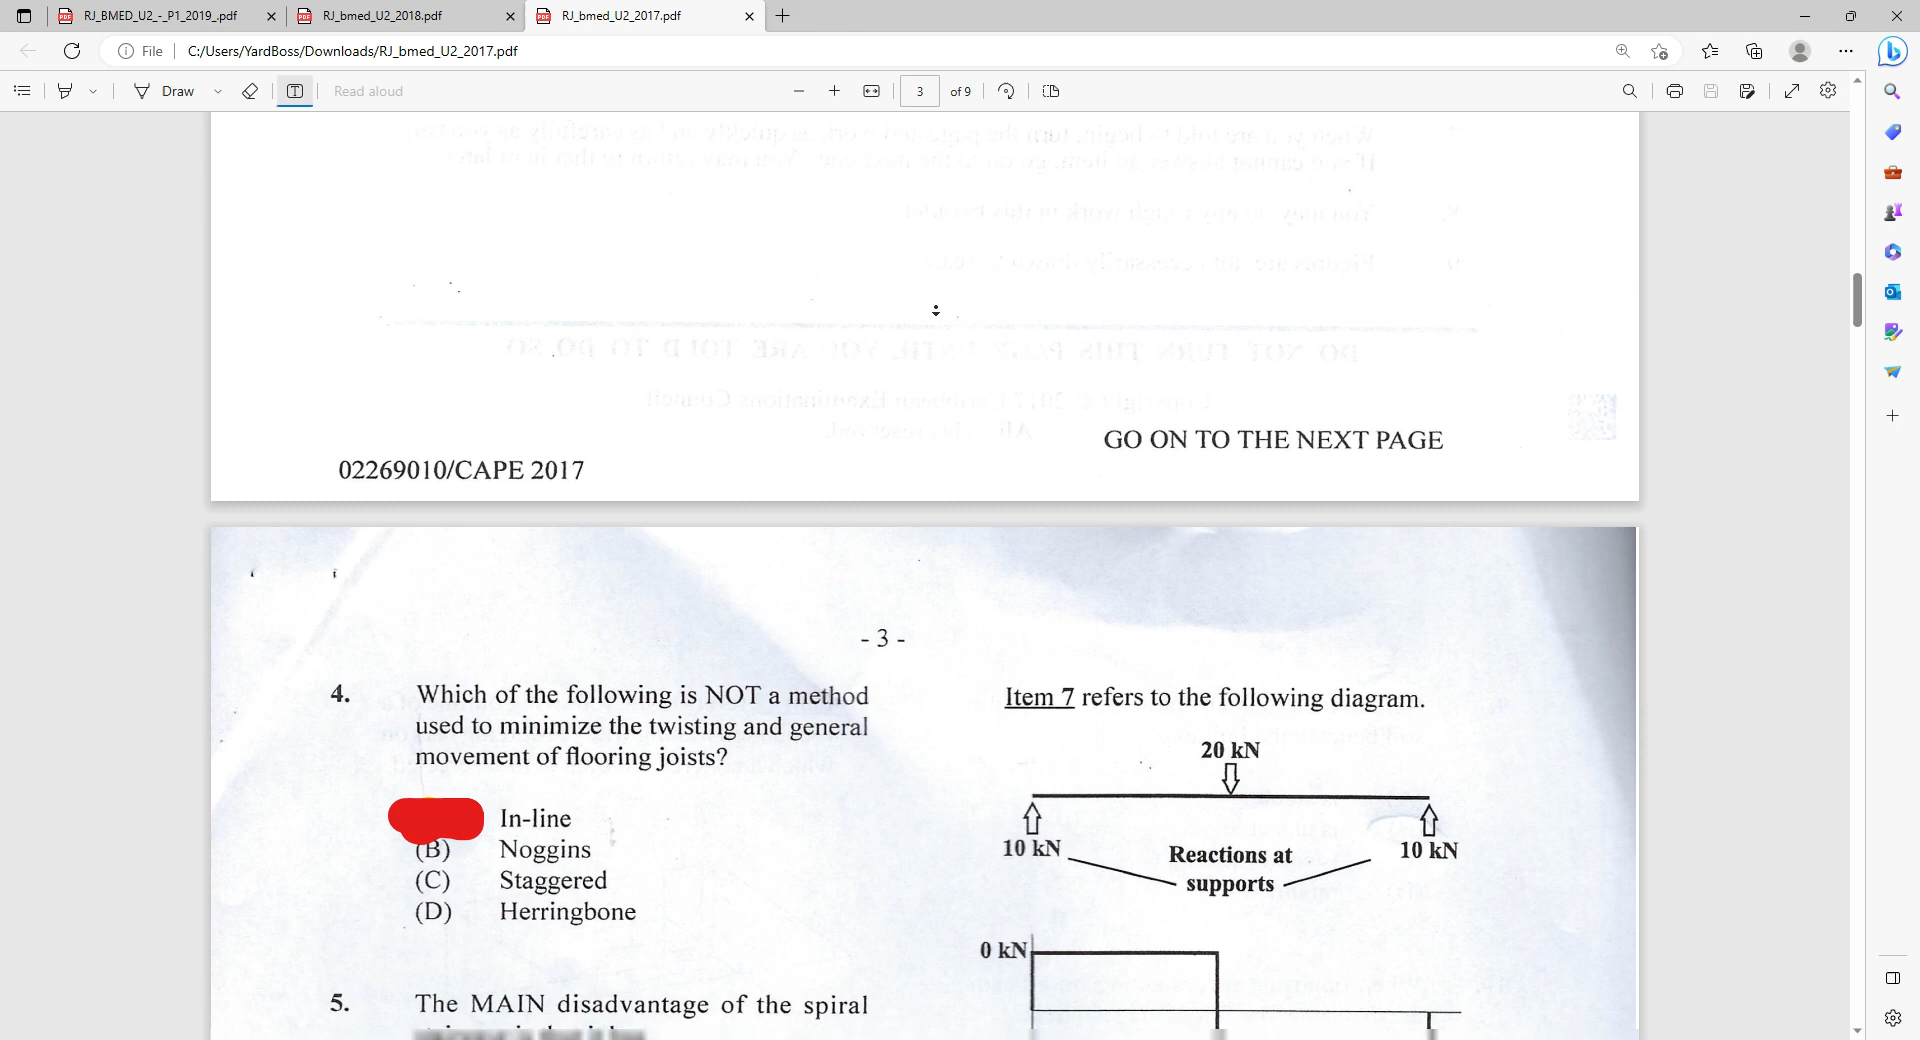 RJ_BMED_U2_-_P1_2019_.pdf
RJ_bmed_U2_2018.pdf
RJ_bmed_U2_2017.pdf
File
C:/Users/YardBoss/Downloads/RJ_bmed_U2_2017.pdf
Draw
Read aloud
3
of 9
GO ON TO THE NEXT PAGE
02269010/CAPE 2017
- 3 -
4. Which of the following is NOT a method
used to minimize the twisting and general
movement of flooring joists?
In-line
(B) Noggins
(C) Staggered
(D) Herringbone
5. The MAIN disadvantage of the spiral
Item 7 refers to the following diagram.
20 kN
10 kN
Reactions at
supports
10 kN
0 kN